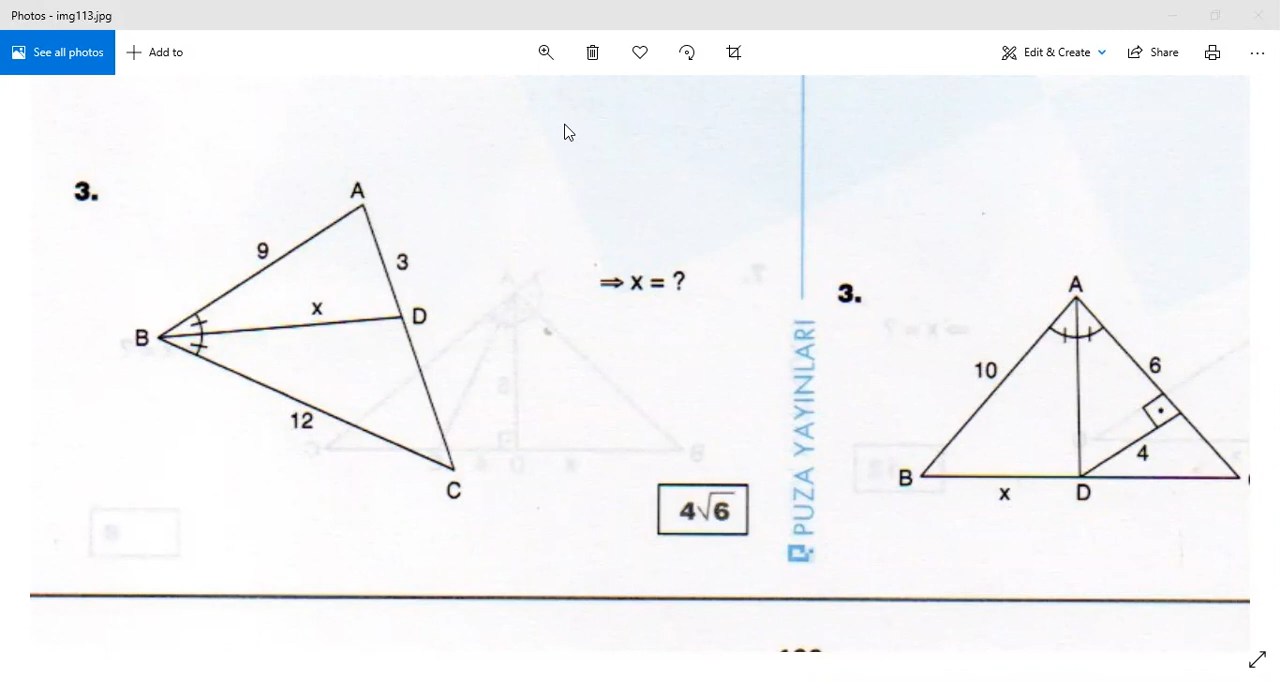 Photos - img113.jpg
See all photos
Add to
Edit & Create
Share
3.
A
9
3
x
D
B
12
C
⇒ x = ?
4√6
PUZA YAYINLARI
3.
A
10
6
4
B
x
D